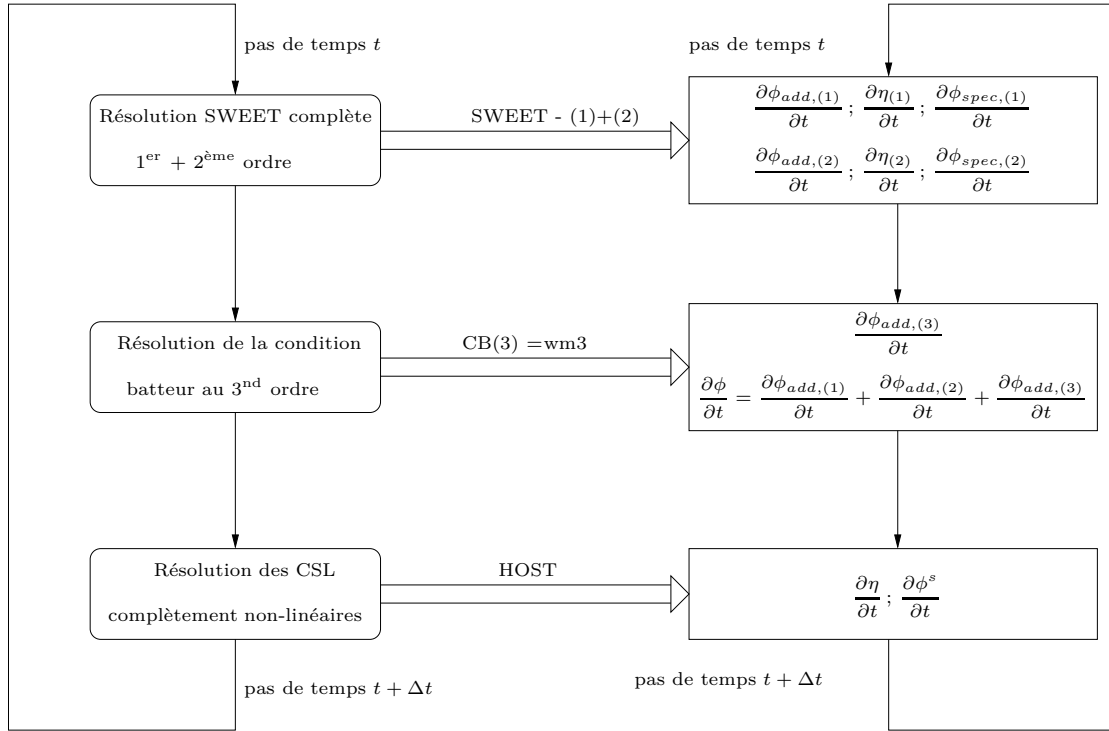 pas de temps t
pas de temps t
Résolution SWEET complète
1er + 2ème ordre
SWEET - (1)+(2)
∂ϕadd,(1)/∂t ; ∂η(1)/∂t ; ∂ϕspec,(1)/∂t
∂ϕadd,(2)/∂t ; ∂η(2)/∂t ; ∂ϕspec,(2)/∂t
Résolution de la condition
batteur au 3nd ordre
CB(3) =wm3
∂ϕadd,(3)/∂t
∂ϕ/∂t = ∂ϕadd,(1)/∂t + ∂ϕadd,(2)/∂t + ∂ϕadd,(3)/∂t
Résolution des CSL
complètement non-linéaires
HOST
∂η/∂t ; ∂ϕs/∂t
pas de temps t + Δt
pas de temps t + Δt